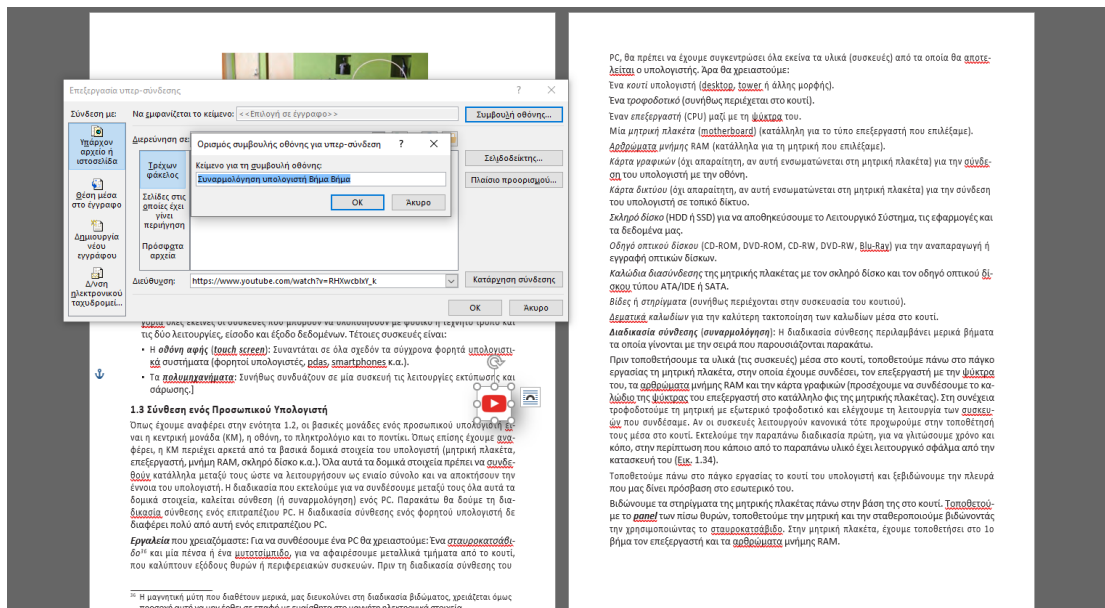 Επεξεργασία υπερ-σύνδεσης
?
Σύνδεση με:
Να εμφανίζεται το κείμενο:
<<Επιλογή σε έγγραφο>>
Συμβουλή οθόνης...
Υπάρχον
αρχείο ή
ιστοσελίδα
Θέση μέσα
στο έγγραφο
Δημιουργία
νέου
εγγράφου
Δ/νση
ηλεκτρονικού
ταχυδρομεί...
Διερεύνηση σε:
Τρέχων
φάκελος
Σελίδες στις
οποίες έχει
γίνει
περιήγηση
Πρόσφατα
αρχεία
Ορισμός συμβουλής οθόνης για υπερ-σύνδεση
?
Κείμενο για τη συμβουλή οθόνης:
Συναρμολόγηση υπολογιστή Βήμα Βήμα
OK
Άκυρο
Σελιδοδείκτης...
Πλαίσιο προορισμού...
Διεύθυνση:
https://www.youtube.com/watch?v=RHXwcbIxY_k
Κατάργηση σύνδεσης
OK
Άκυρο
τις δύο λειτουργίες, είσοδο και έξοδο δεδομένων. Τέτοιες συσκευές είναι:
• Η οθόνη αφής (touch screen): Συναντάται σε όλα σχεδόν τα σύγχρονα φορητά υπολογιστι-
κά συστήματα (φορητοί υπολογιστές, pdas, smartphones κ.α.).
• Τα πολυμηχανήματα: Συνήθως συνδυάζουν σε μία συσκευή τις λειτουργίες εκτύπωσης και
σάρωσης.]
1.3 Σύνθεση ενός Προσωπικού Υπολογιστή
Όπως έχουμε αναφέρει στην ενότητα 1.2, οι βασικές μονάδες ενός προσωπικού υπολογιστή εί-
ναι η κεντρική μονάδα (ΚΜ), η οθόνη, το πληκτρολόγιο και το ποντίκι. Όπως επίσης έχουμε ανα-
φέρει, η ΚΜ περιέχει αρκετά από τα βασικά δομικά στοιχεία του υπολογιστή (μητρική πλακέτα,
επεξεργαστή, μνήμη RAM, σκληρό δίσκο κ.α.). Όλα αυτά τα δομικά στοιχεία πρέπει να συνδε-
θούν κατάλληλα μεταξύ τους ώστε να λειτουργήσουν ως ενιαίο σύνολο και να αποκτήσουν την
έννοια του υπολογιστή. Η διαδικασία που εκτελούμε για να συνδέσουμε μεταξύ τους όλα αυτά τα
δομικά στοιχεία, καλείται σύνθεση (ή συναρμολόγηση) ενός PC. Παρακάτω θα δούμε τη δια-
δικασία σύνθεσης ενός επιτραπέζιου PC. Η διαδικασία σύνθεσης ενός φορητού υπολογιστή δε
διαφέρει πολύ από αυτή ενός επιτραπέζιου PC.
Εργαλεία που χρειαζόμαστε: Για να συνθέσουμε ένα PC θα χρειαστούμε: Ένα σταυροκατσάβι-
δο³⁶ και μία πένσα ή ένα μυτοτσίμπιδο, για να αφαιρέσουμε μεταλλικά τμήματα από το κουτί,
που καλύπτουν εξόδους θυρών ή περιφερειακών συσκευών. Πριν τη διαδικασία σύνθεσης του
³⁶ Η μαγνητική μύτη που διαθέτουν μερικά, μας διευκολύνει στη διαδικασία βιδώματος, χρειάζεται όμως
PC, θα πρέπει να έχουμε συγκεντρώσει όλα εκείνα τα υλικά (συσκευές) από τα οποία θα αποτε-
λείται ο υπολογιστής. Άρα θα χρειαστούμε:
Ένα κουτί υπολογιστή (desktop, tower ή άλλης μορφής).
Ένα τροφοδοτικό (συνήθως περιέχεται στο κουτί).
Έναν επεξεργαστή (CPU) μαζί με τη ψύκτρα του.
Μία μητρική πλακέτα (motherboard) (κατάλληλη για το τύπο επεξεργαστή που επιλέξαμε).
Αρθρώματα μνήμης RAM (κατάλληλα για τη μητρική που επιλέξαμε).
Κάρτα γραφικών (όχι απαραίτητη, αν αυτή ενσωματώνεται στη μητρική πλακέτα) για την σύνδε-
ση του υπολογιστή με την οθόνη.
Κάρτα δικτύου (όχι απαραίτητη, αν αυτή ενσωματώνεται στη μητρική πλακέτα) για την σύνδεση
του υπολογιστή σε τοπικό δίκτυο.
Σκληρό δίσκο (HDD ή SSD) για να αποθηκεύσουμε το Λειτουργικό Σύστημα, τις εφαρμογές και
τα δεδομένα μας.
Οδηγό οπτικού δίσκου (CD-ROM, DVD-ROM, CD-RW, DVD-RW, Blu-Ray) για την αναπαραγωγή ή
εγγραφή οπτικών δίσκων.
Καλώδια διασύνδεσης της μητρικής πλακέτας με τον σκληρό δίσκο και τον οδηγό οπτικού δί-
σκου τύπου ATA/IDE ή SATA.
Βίδες ή στηρίγματα (συνήθως περιέχονται στην συσκευασία του κουτιού).
Δεματικά καλωδίων για την καλύτερη τακτοποίηση των καλωδίων μέσα στο κουτί.
Διαδικασία σύνθεσης (συναρμολόγηση): Η διαδικασία σύνθεσης περιλαμβάνει μερικά βήματα
τα οποία γίνονται με την σειρά που παρουσιάζονται παρακάτω.
Πριν τοποθετήσουμε τα υλικά (τις συσκευές) μέσα στο κουτί, τοποθετούμε πάνω στο πάγκο
εργασίας τη μητρική πλακέτα, στην οποία έχουμε συνδέσει, τον επεξεργαστή με την ψύκτρα
του, τα αρθρώματα μνήμης RAM και την κάρτα γραφικών (προσέχουμε να συνδέσουμε το κα-
λώδιο της ψύκτρας του επεξεργαστή στο κατάλληλο φις της μητρικής πλακέτας). Στη συνέχεια
τροφοδοτούμε τη μητρική με εξωτερικό τροφοδοτικό και ελέγχουμε τη λειτουργία των συσκευ-
ών που συνδέσαμε. Αν οι συσκευές λειτουργούν κανονικά τότε προχωρούμε στην τοποθέτησή
τους μέσα στο κουτί. Εκτελούμε την παραπάνω διαδικασία πρώτη, για να γλιτώσουμε χρόνο και
κόπο, στην περίπτωση που κάποιο από το παραπάνω υλικό έχει λειτουργικό σφάλμα από την
κατασκευή του (Εικ. 1.34).
Τοποθετούμε πάνω στο πάγκο εργασίας το κουτί του υπολογιστή και ξεβιδώνουμε την πλευρά
που μας δίνει πρόσβαση στο εσωτερικό του.
Βιδώνουμε τα στηρίγματα της μητρικής πλακέτας πάνω στην βάση της στο κουτί. Τοποθετού-
με το panel των πίσω θυρών, τοποθετούμε την μητρική και την σταθεροποιούμε βιδώνοντάς
την χρησιμοποιώντας το σταυροκατσάβιδο. Στην μητρική πλακέτα, έχουμε τοποθετήσει στο 1ο
βήμα τον επεξεργαστή και τα αρθρώματα μνήμης RAM.